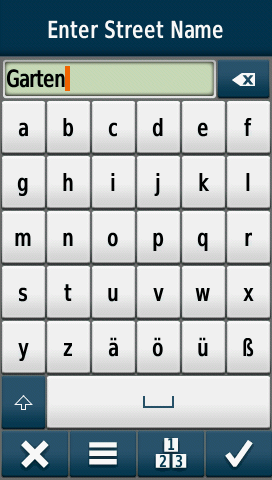 Enter Street Name
Garten
a b c d e f
g h i j k l
m n o p q r
s t u v w x
y z ä ö ü ß
1
2 3